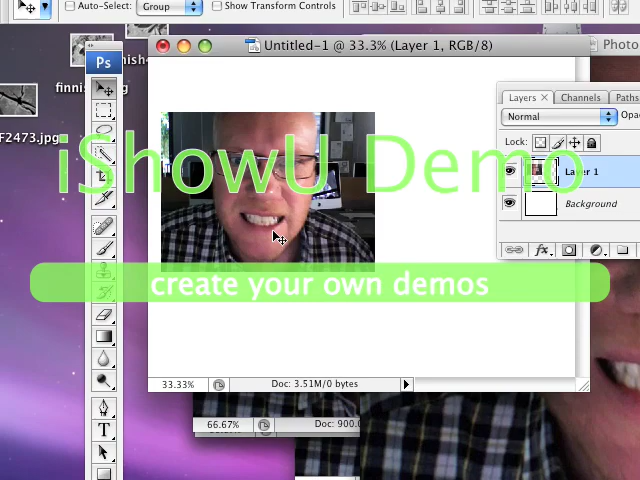 Auto-Select: Group Show Transform Controls
Untitled-1 @ 33.3% (Layer 1, RGB/8)
Photo
Ps
F2473.jpg
Layers Channels Paths
Normal
Lock:
Layer 1
Background
fx
iShowU Demo
create your own demos
33.33% Doc: 3.51M/0 bytes
T
66.67% Doc: 900.0